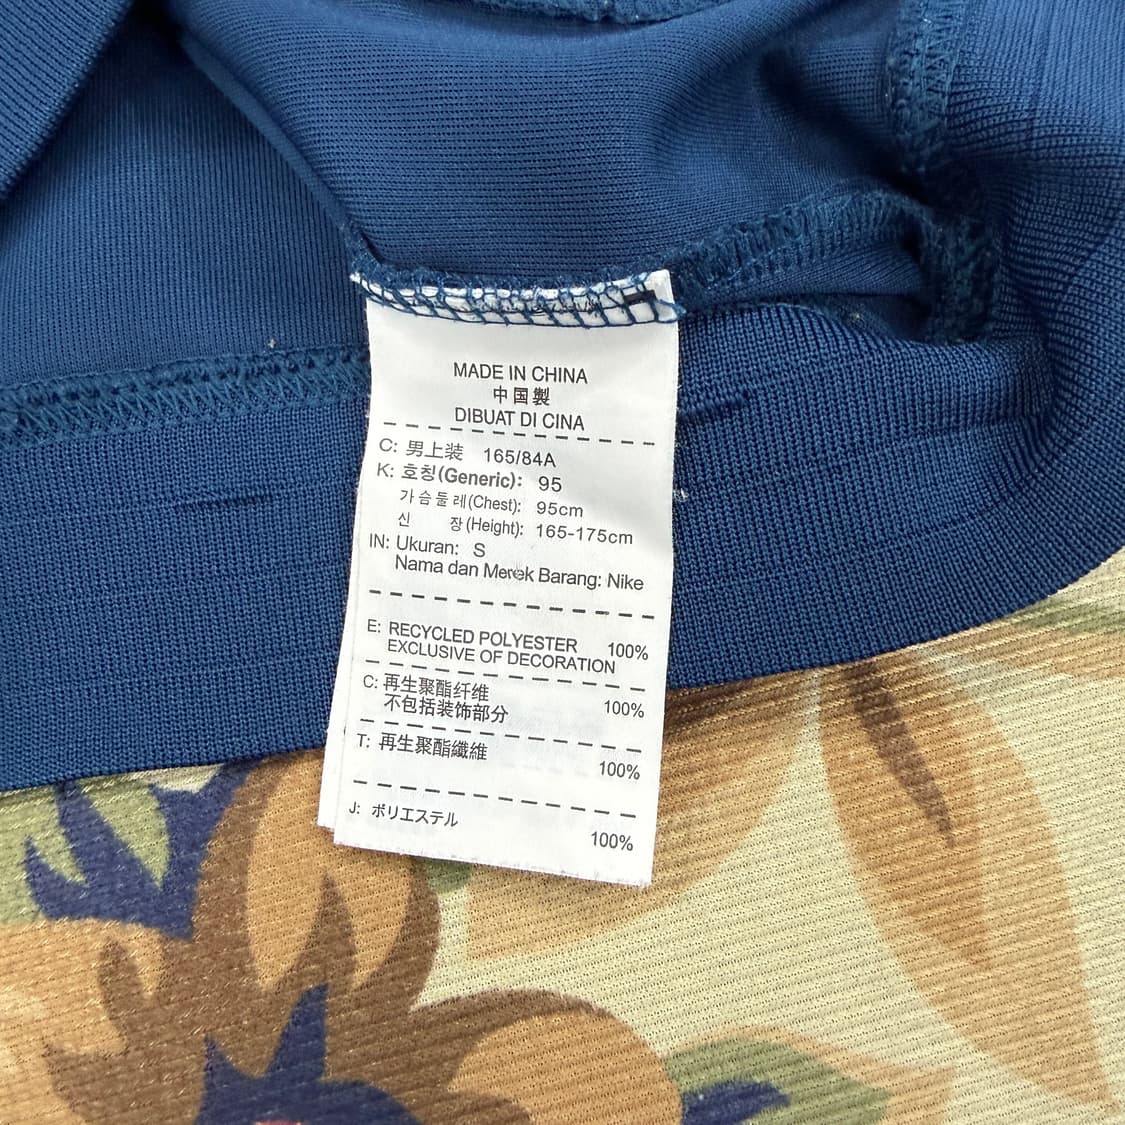 MADE IN CHINA
中国製
DIBUAT DI CINA
C: 男上装 165/84A
K: 호칭(Generic): 95
가슴둘레(Chest): 95cm
신 장(Height): 165-175cm
IN: Ukuran: S
Nama dan Merek Barang: Nike
E: RECYCLED POLYESTER 100%
EXCLUSIVE OF DECORATION
C: 再生聚酯纤维
不包括装饰部分 100%
T: 再生聚酯纖維 100%
J: ポリエステル 100%